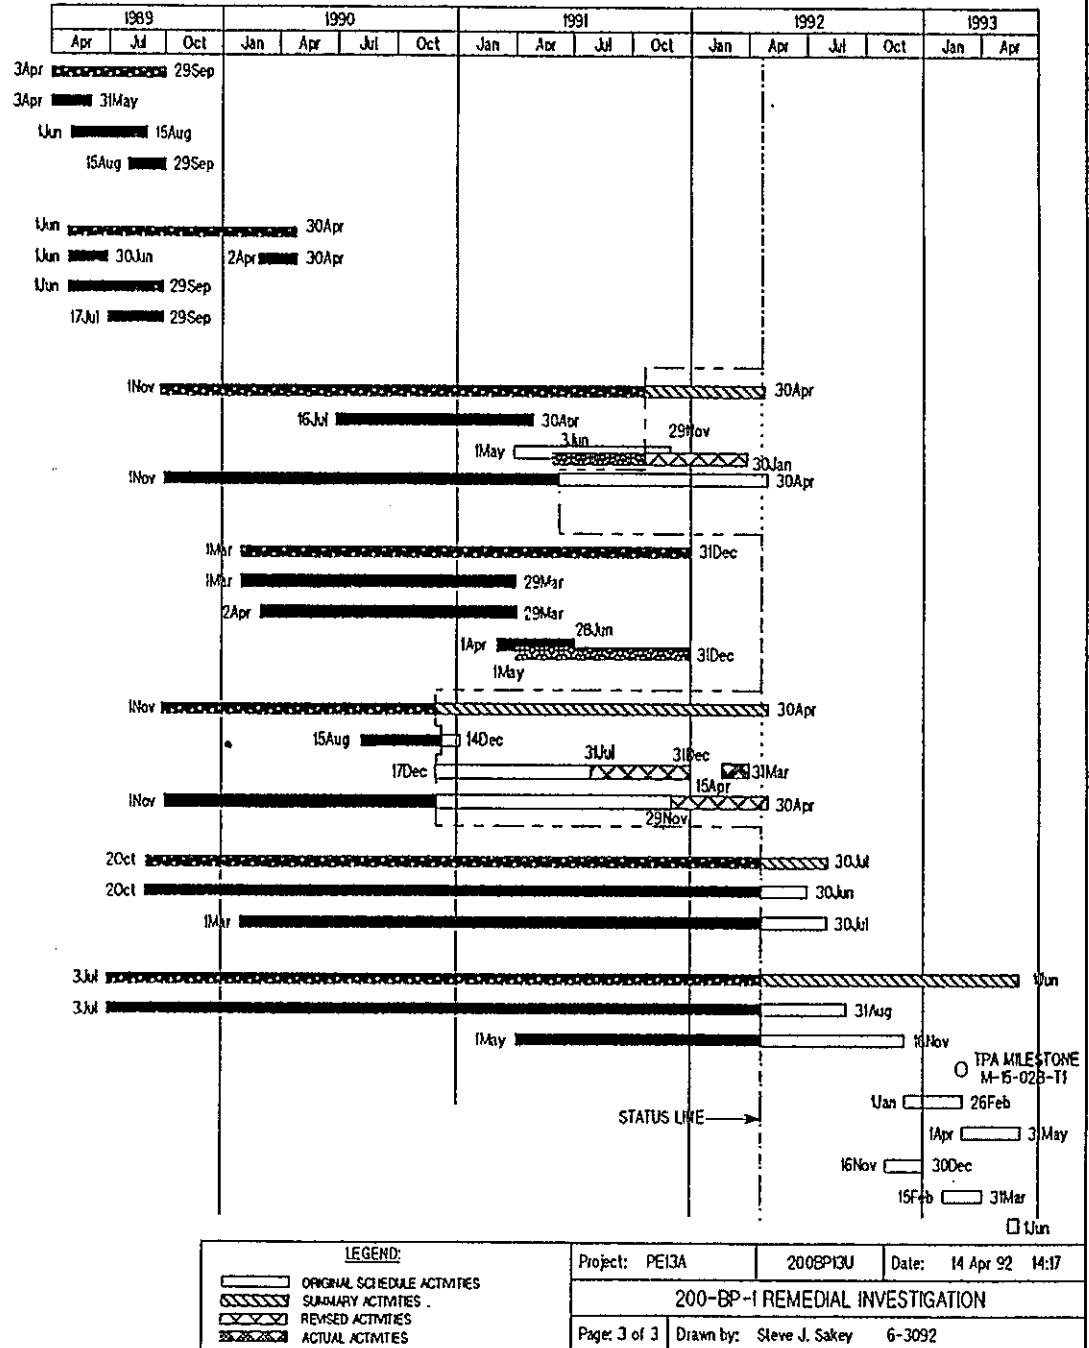 1989 1990 1991 1992 1993
Apr Jul Oct Jan Apr Jul Oct Jan Apr Jul Oct Jan Apr Jul Oct Jan Apr
3Apr 29Sep
3Apr 31May
1Jun 15Aug
15Aug 29Sep
1Jun 30Apr
1Jun 30Jun 2Apr 30Apr
1Jun 29Sep
17Jul 29Sep
1Nov 30Apr
16Jul 30Apr
29Nov
3Jun
1May
30Jan
1Nov 30Apr
1Mar 31Dec
1Mar 29Mar
2Apr 29Mar
28Jun
1Apr
31Dec
1May
1Nov 30Apr
15Aug 14Dec
31Jul 31Dec
17Dec 31Mar
15Apr
1Nov 30Apr
29Nov
2Oct 30Jul
2Oct 30Jun
1Mar 30Jul
3Jul 1Jun
3Jul 31Aug
1May 16Nov
TPA MILESTONE
M-15-02B-T1
1Jan 26Feb
STATUS LINE
1Apr 31May
16Nov 30Dec
15Feb 31Mar
1Jun
LEGEND:
ORIGINAL SCHEDULE ACTIVITIES
SUMMARY ACTIVITIES .
REVISED ACTIVITIES
ACTUAL ACTIVITIES
Project: PE13A 200BP13U Date: 14 Apr 92 14:17
200-BP-1 REMEDIAL INVESTIGATION
Page: 3 of 3 Drawn by: Steve J. Sakey 6-3092